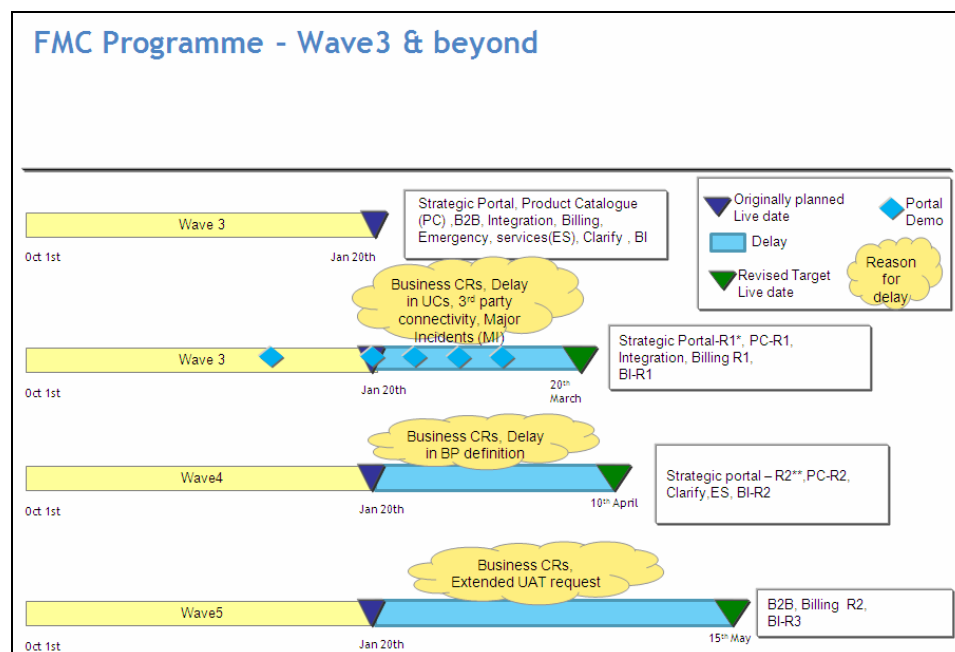 FMC Programme – Wave3 & beyond
Originally planned
Live date
Portal
Demo
Delay
Revised Target
Live date
Reason
for
delay
Wave 3
Oct 1st
Jan 20th
Strategic Portal, Product Catalogue
(PC) ,B2B, Integration, Billing,
Emergency, services(ES), Clarify , BI
Business CRs, Delay
in UCs, 3rd party
connectivity, Major
Incidents (MI)
Wave 3
Oct 1st
Jan 20th
20th
March
Strategic Portal-R1*, PC-R1,
Integration, Billing R1,
BI-R1
Business CRs, Delay
in BP definition
Wave4
Oct 1st
Jan 20th
10th April
Strategic portal – R2**,PC-R2,
Clarify,ES, BI-R2
Business CRs,
Extended UAT request
Wave5
Oct 1st
Jan 20th
15th May
B2B, Billing R2,
BI-R3